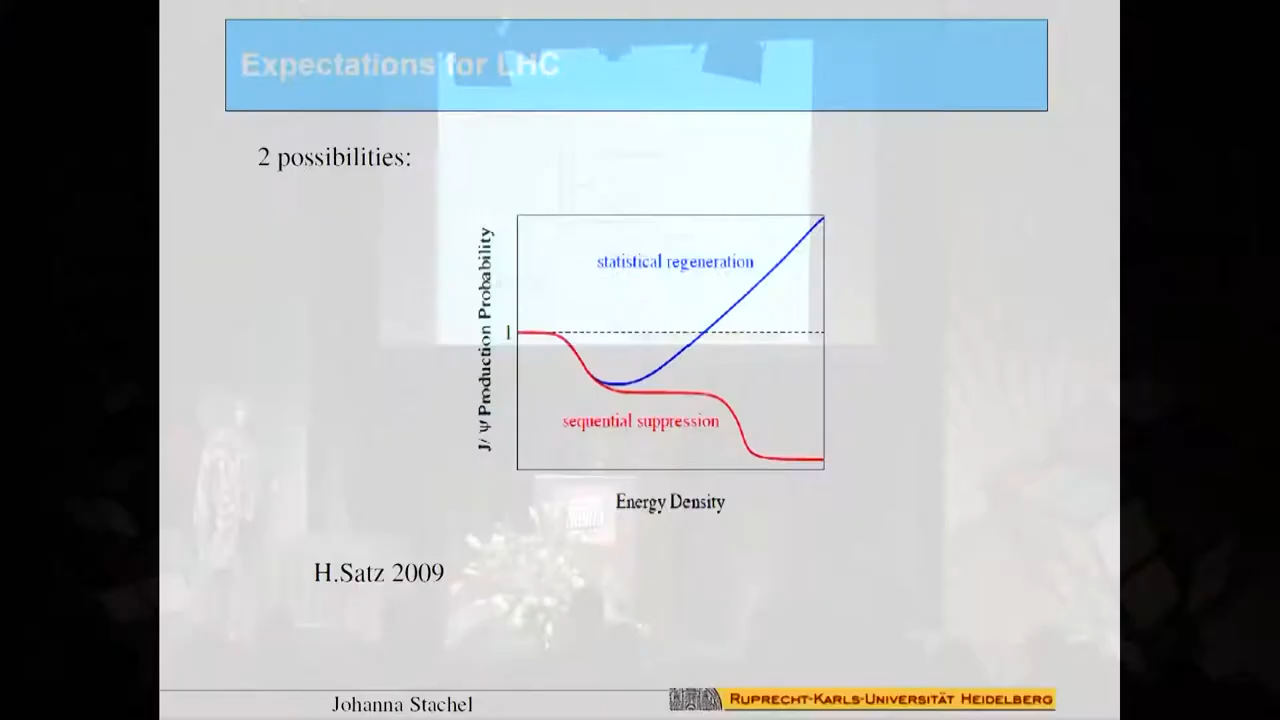 Expectations for LHC
2 possibilities:
J/ψ Production Probability
1
statistical regeneration
sequential suppression
Energy Density
H.Satz 2009
Johanna Stachel
RUPRECHT-KARLS-UNIVERSITÄT HEIDELBERG